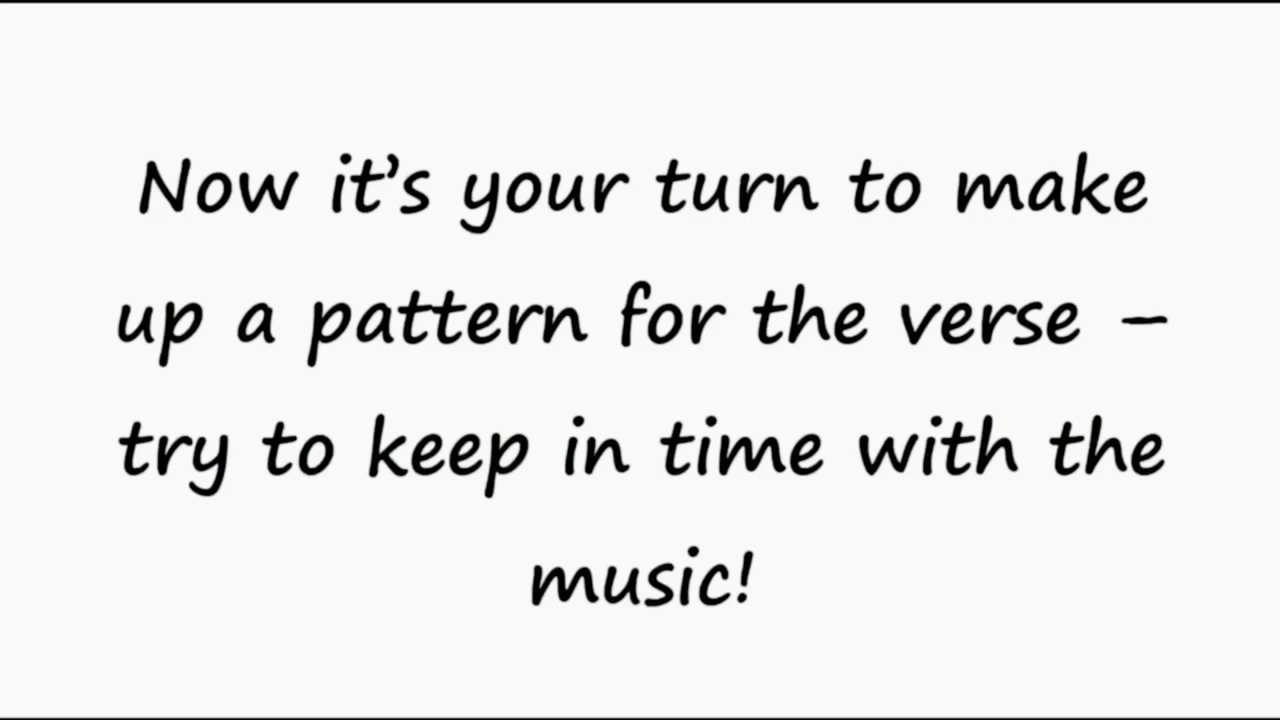 Now it’s your turn to make
up a pattern for the verse –
try to keep in time with the
music!